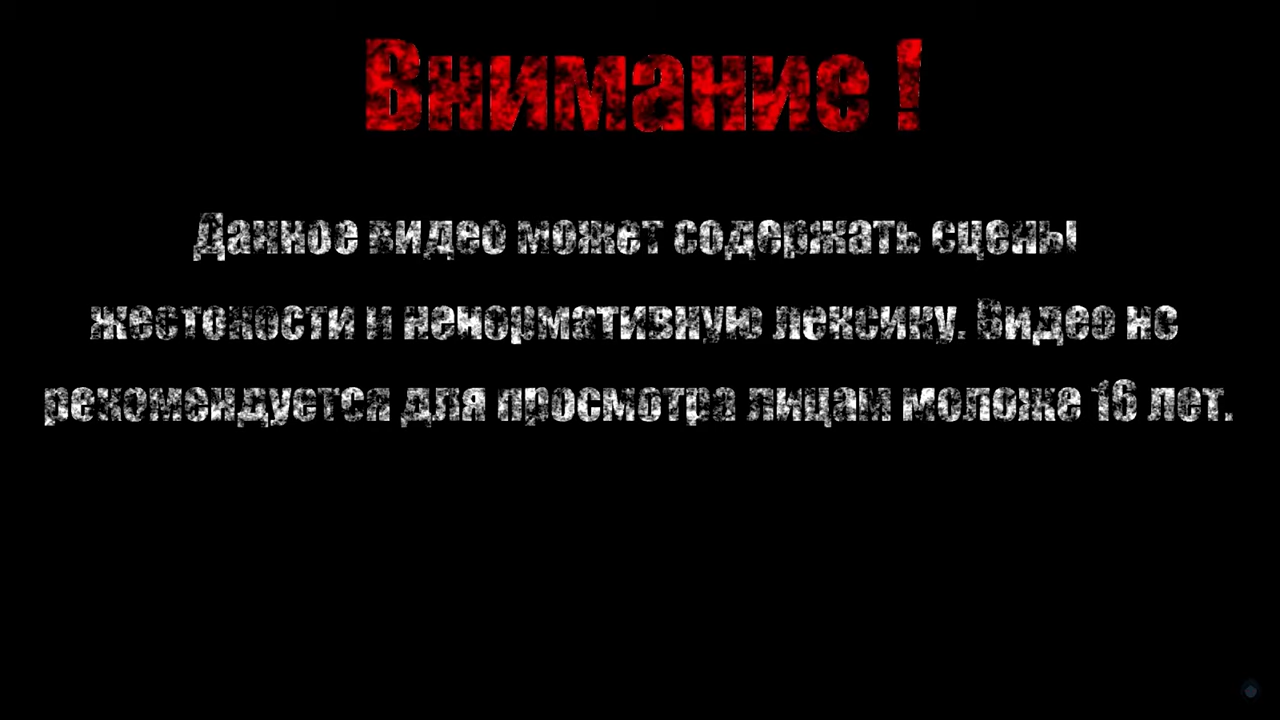 Внимание !
Данное видео может содержать сцены
жестокости и ненормативную лексику. Видео не
рекомендуется для просмотра лицам моложе 16 лет.